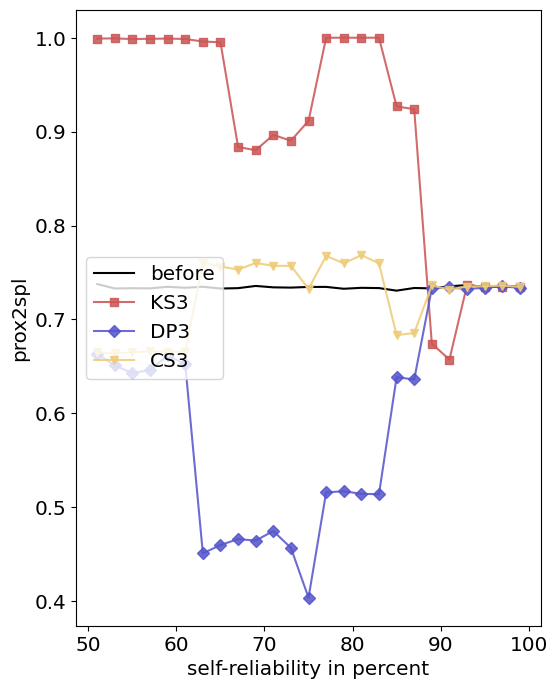 1.0
0.9
0.8
0.7
0.6
0.5
0.4
prox2spl
before
KS3
DP3
CS3
50 60 70 80 90 100
self-reliability in percent